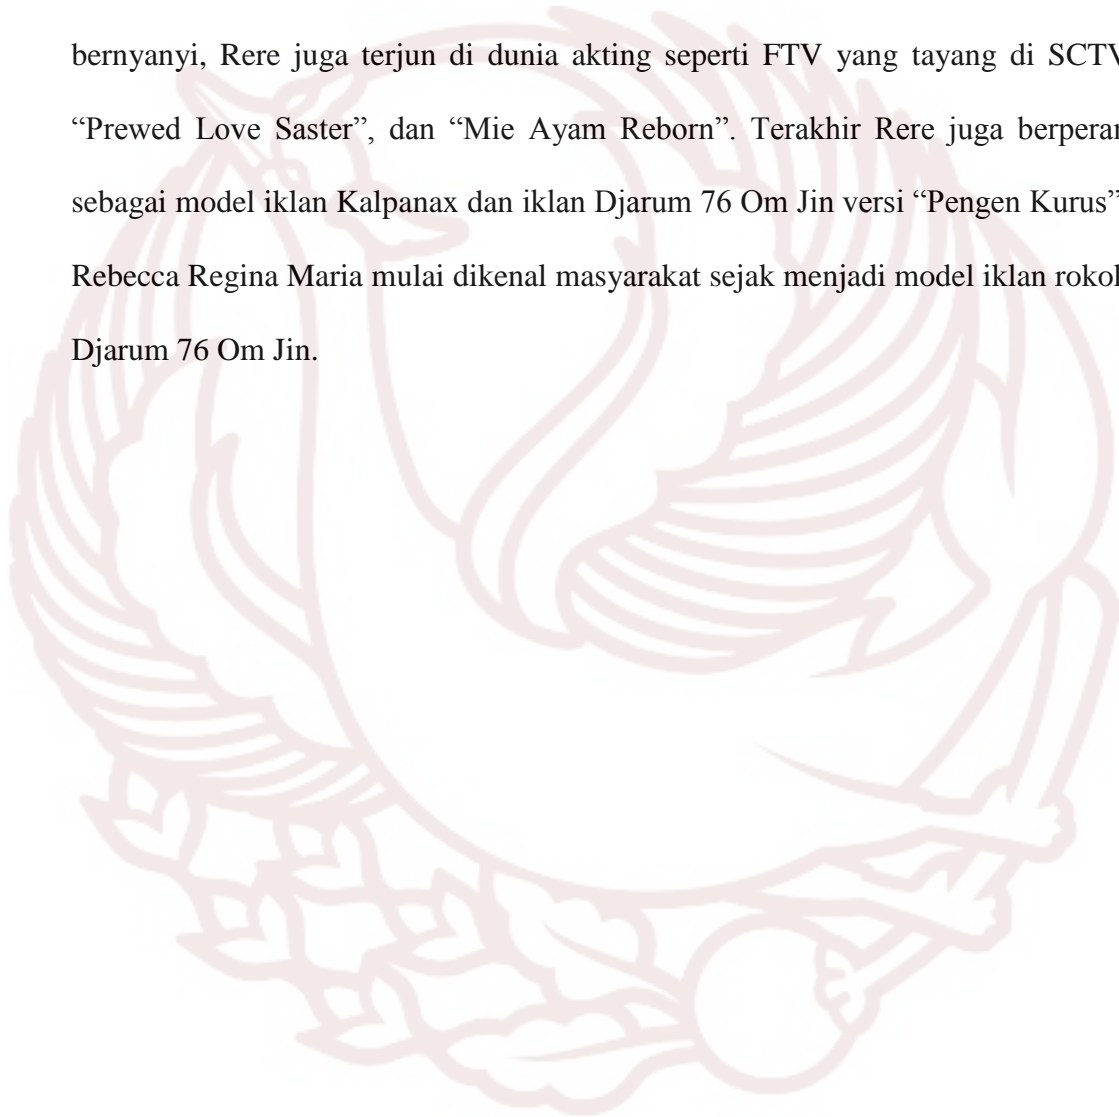 bernyanyi, Rere juga terjun di dunia akting seperti FTV yang tayang di SCTV
“Prewed Love Saster”, dan “Mie Ayam Reborn”. Terakhir Rere juga berperan
sebagai model iklan Kalpanax dan iklan Djarum 76 Om Jin versi “Pengen Kurus”
Rebecca Regina Maria mulai dikenal masyarakat sejak menjadi model iklan rokok
Djarum 76 Om Jin.